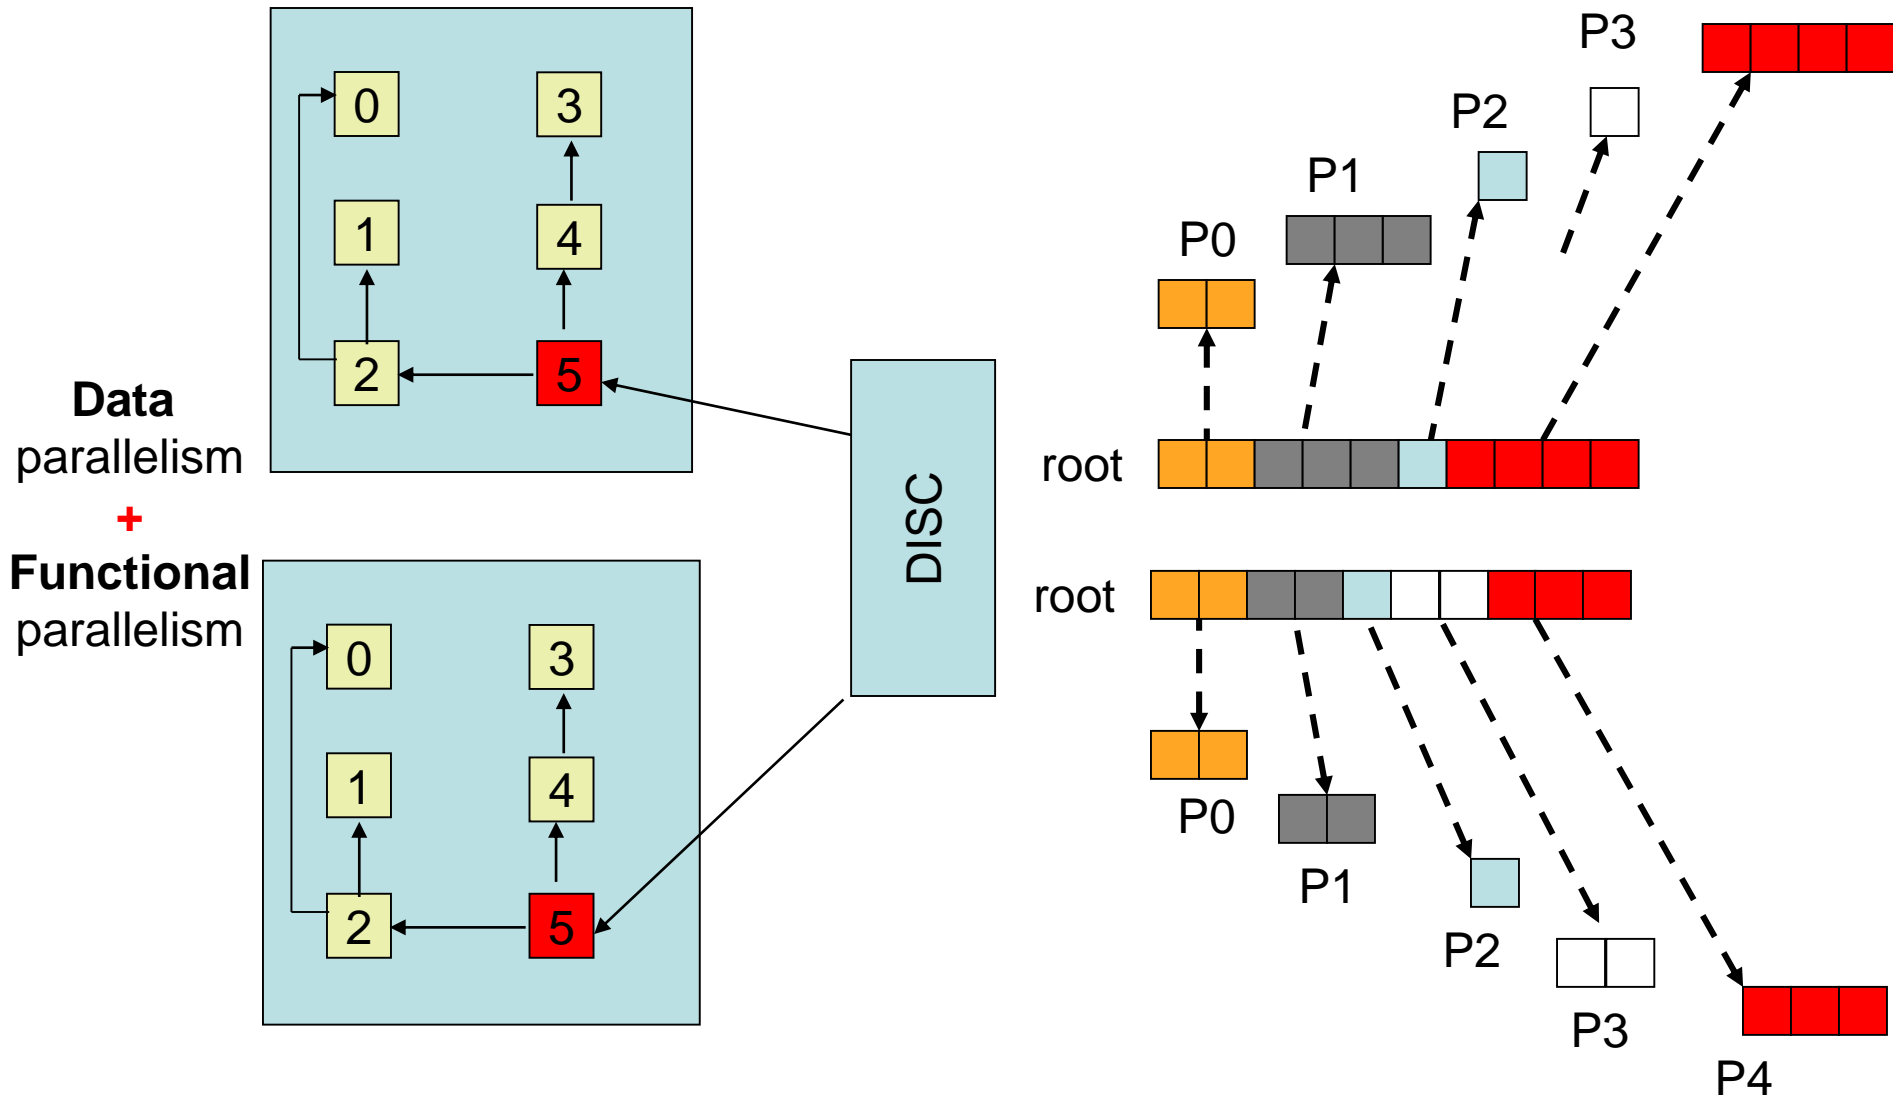 Data
parallelism
+
Functional
parallelism
0
3
1
4
2
5
0
3
1
4
2
5
DISC
P3
P2
P1
P0
root
root
P0
P1
P2
P3
P4